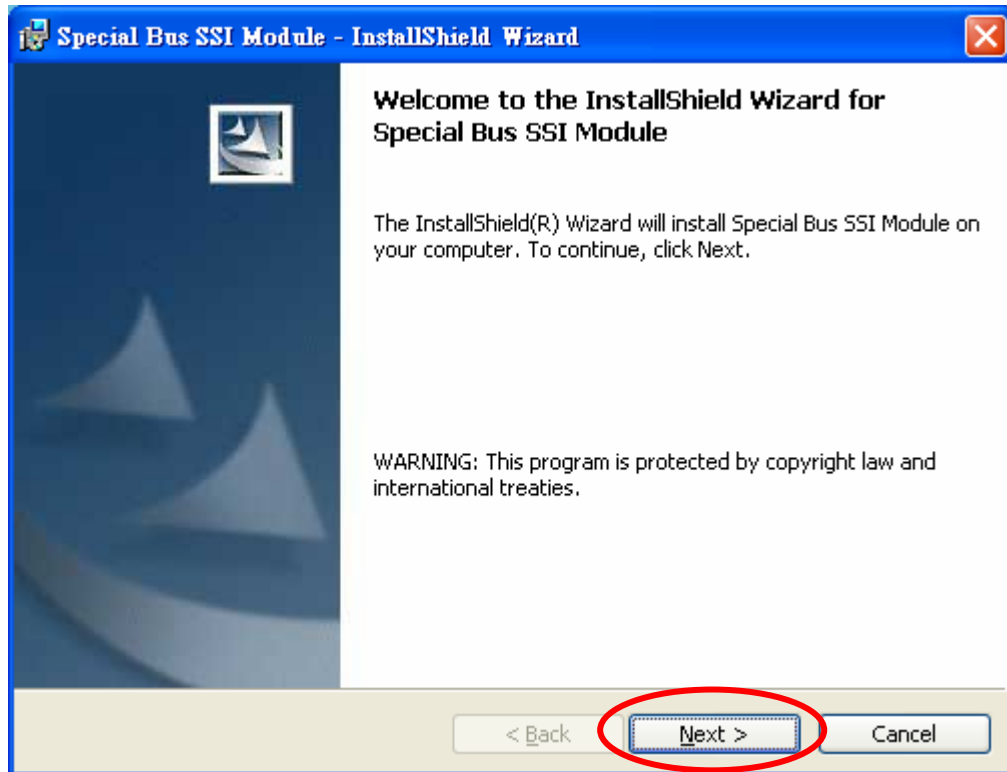 Special Bus SSI Module - InstallShield Wizard
Welcome to the InstallShield Wizard for
Special Bus SSI Module
The InstallShield(R) Wizard will install Special Bus SSI Module on
your computer. To continue, click Next.
WARNING: This program is protected by copyright law and
international treaties.
< Back Next > Cancel